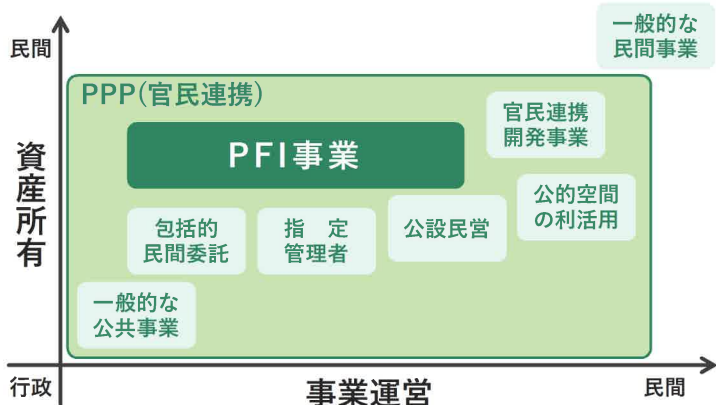 民間
一般的な
民間事業
PPP(官民連携)
官民連携
開発事業
PFI事業
資産所有
公的空間
の利活用
包括的
民間委託
指　定
管理者
公設民営
一般的な
公共事業
行政
事業運営
民間